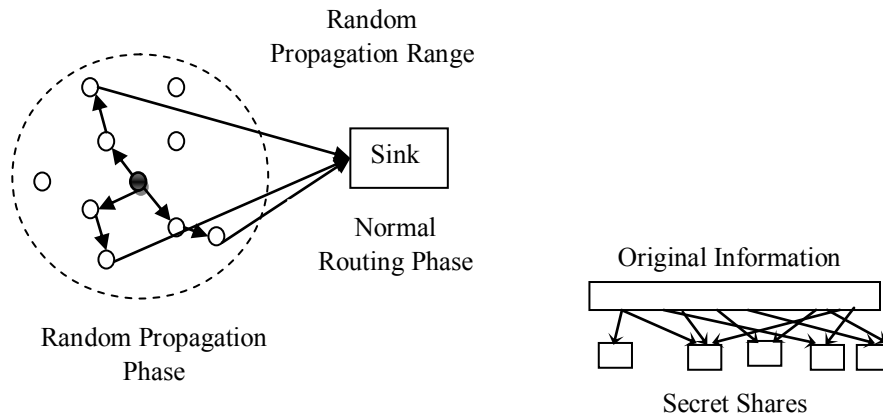 Random
Propagation Range
Sink
Normal
Routing Phase
Random Propagation
Phase
Original Information
Secret Shares